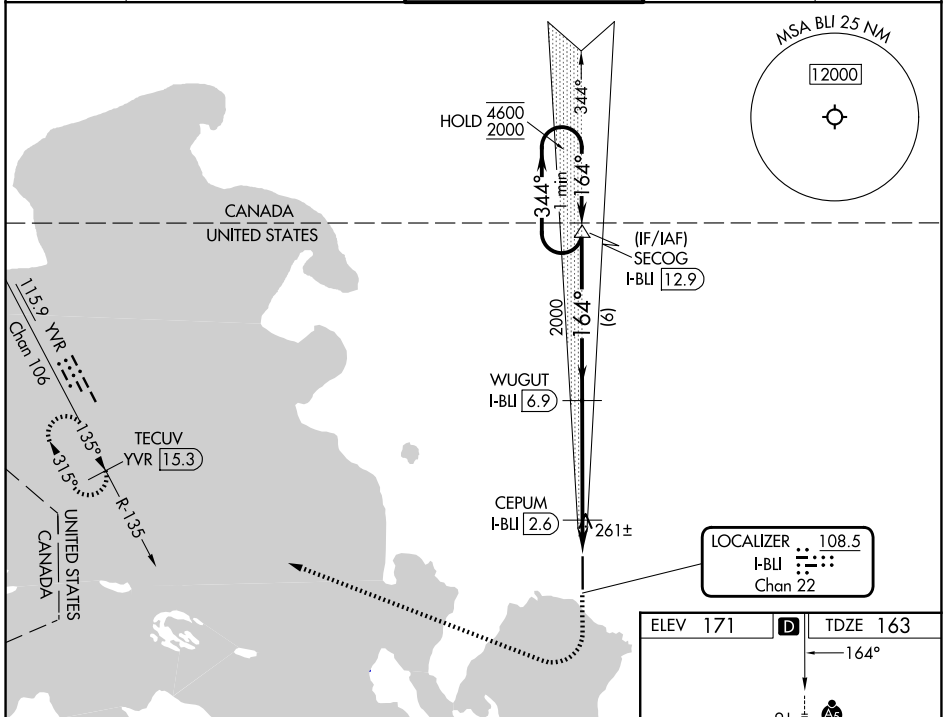 MSA BLI 25 NM
12000
344°
HOLD 4600
2000
344°
1 min
164°
CANADA
UNITED STATES
(IF/IAF)
SECOG
I-BLI 12.9
115.9 YVR
Chan 106
2000
164°
(6)
WUGUT
I-BLI 6.9
135°
TECUV
YVR 15.3
315°
R-135
CEPUM
I-BLI 2.6
261±
UNITED STATES
CANADA
LOCALIZER 108.5
I-BLI
Chan 22
ELEV 171 D TDZE 163
164°
A5